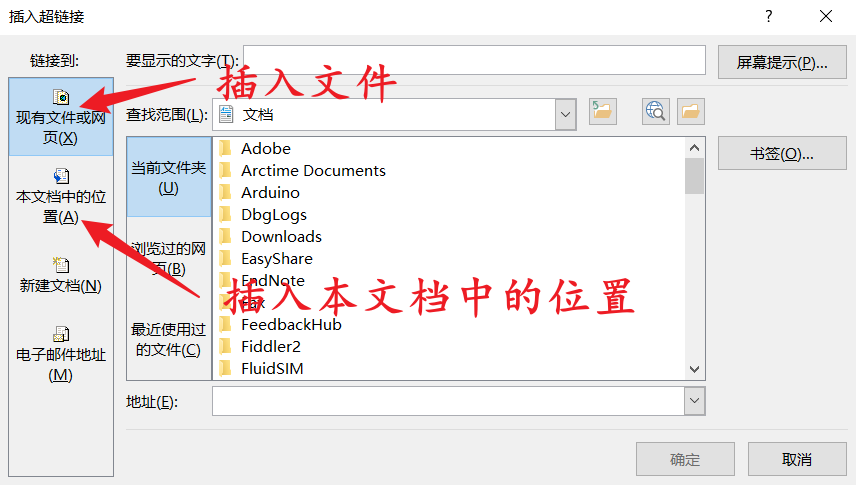 插入超链接
?
链接到:
要显示的文字(T):
屏幕提示(P)...
插入文件
现有文件或网
页(X)
查找范围(L):
文档
当前文件夹
(U)
Adobe
Arctime Documents
Arduino
DbgLogs
Downloads
EasyShare
EndNote
Fax
FeedbackHub
Fiddler2
FluidSIM
书签(O)...
本文档中的位
置(A)
浏览过的网
页(B)
插入本文档中的位置
新建文档(N)
最近使用过
的文件(C)
电子邮件地址
(M)
地址(E):
确定
取消